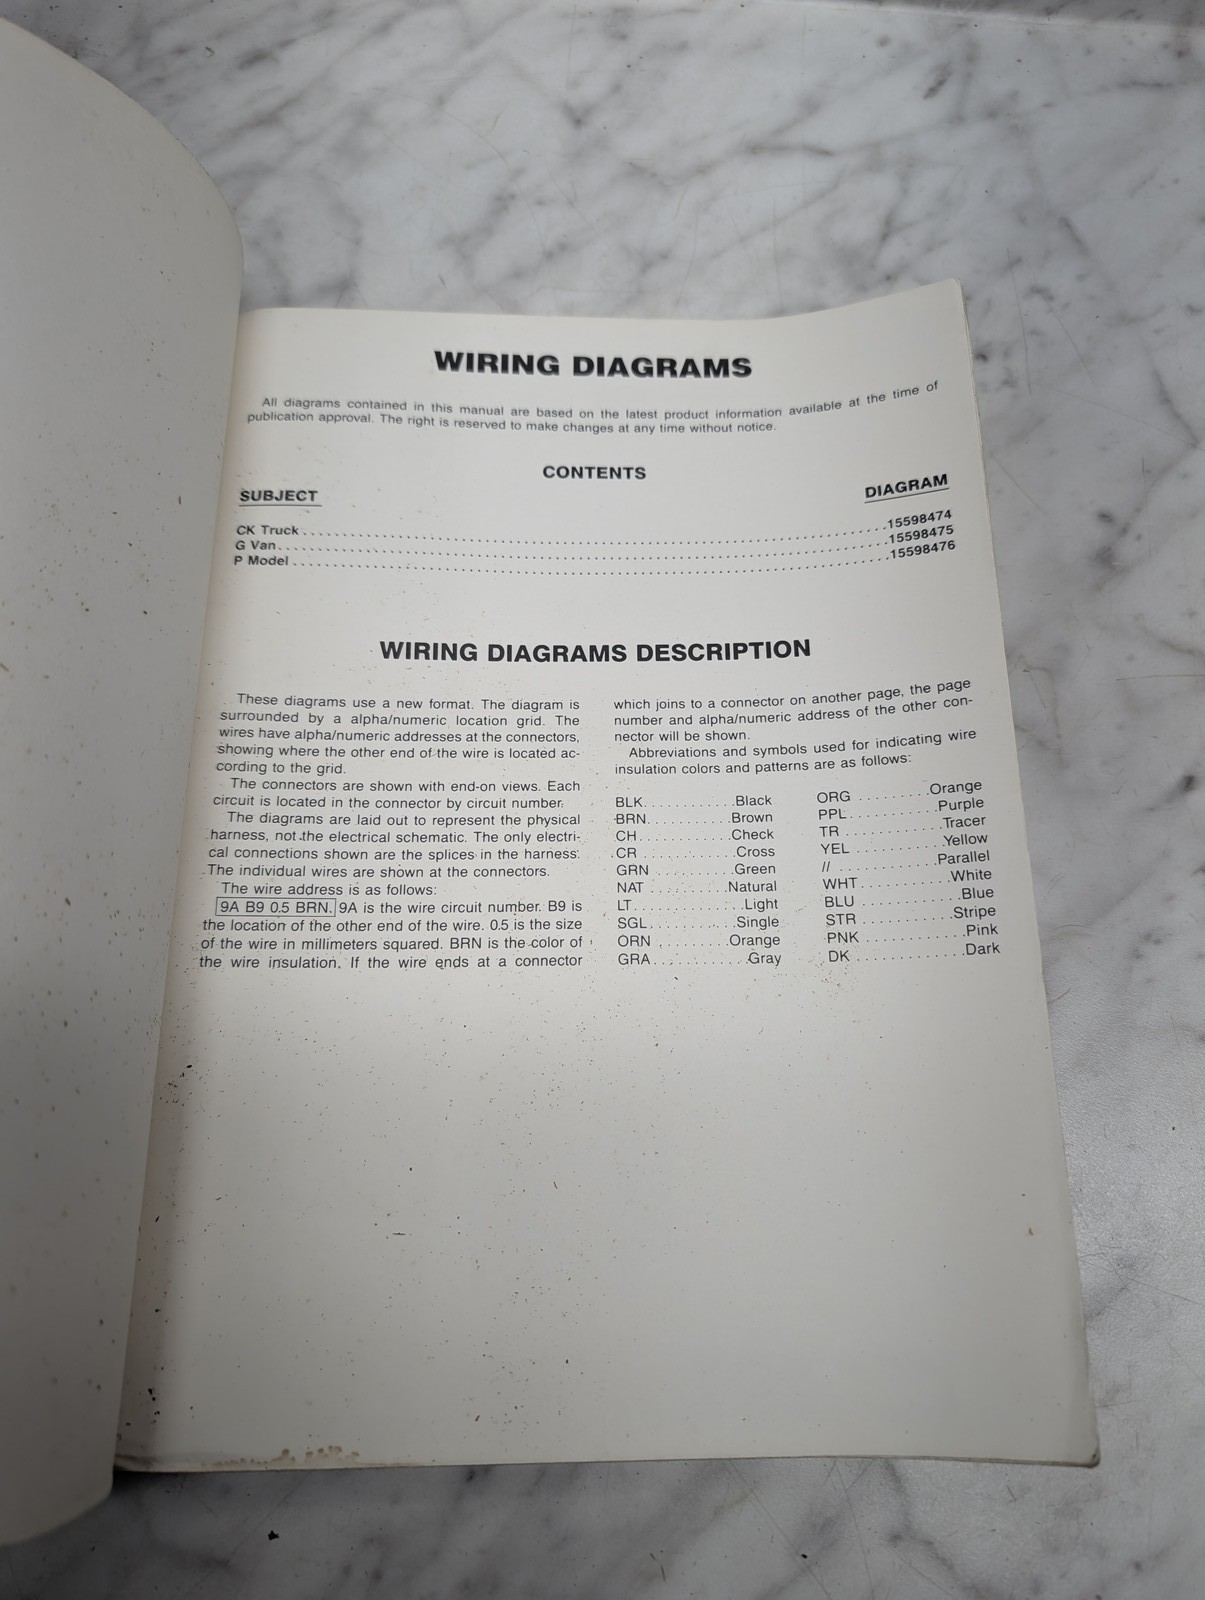 WIRING DIAGRAMS
All diagrams contained in this manual are based on the latest product information available at the time of
publication approval. The right is reserved to make changes at any time without notice.
CONTENTS
SUBJECT DIAGRAM
CK Truck 15598474
G Van 15598475
P Model 15598476
WIRING DIAGRAMS DESCRIPTION
These diagrams use a new format. The diagram is
surrounded by a alpha/numeric location grid. The
wires have alpha/numeric addresses at the connectors,
showing where the other end of the wire is located ac-
cording to the grid.
The connectors are shown with end-on views. Each
circuit is located in the connector by circuit number.
The diagrams are laid out to represent the physical
harness, not the electrical schematic. The only electri-
cal connections shown are the splices in the harness.
The individual wires are shown at the connectors.
The wire address is as follows:
9A B9 0.5 BRN. 9A is the wire circuit number. B9 is
the location of the other end of the wire. 0.5 is the size
of the wire in millimeters squared. BRN is the color of
the wire insulation. If the wire ends at a connector
which joins to a connector on another page, the page
number and alpha/numeric address of the other con-
nector will be shown.
Abbreviations and symbols used for indicating wire
insulation colors and patterns are as follows:
BLK Black
BRN Brown
CH Check
CR Cross
GRN Green
NAT Natural
LT Light
SGL Single
ORN Orange
GRA Gray
ORG Orange
PPL Purple
TR Tracer
YEL Yellow
// Parallel
WHT White
BLU Blue
STR Stripe
PNK Pink
DK Dark